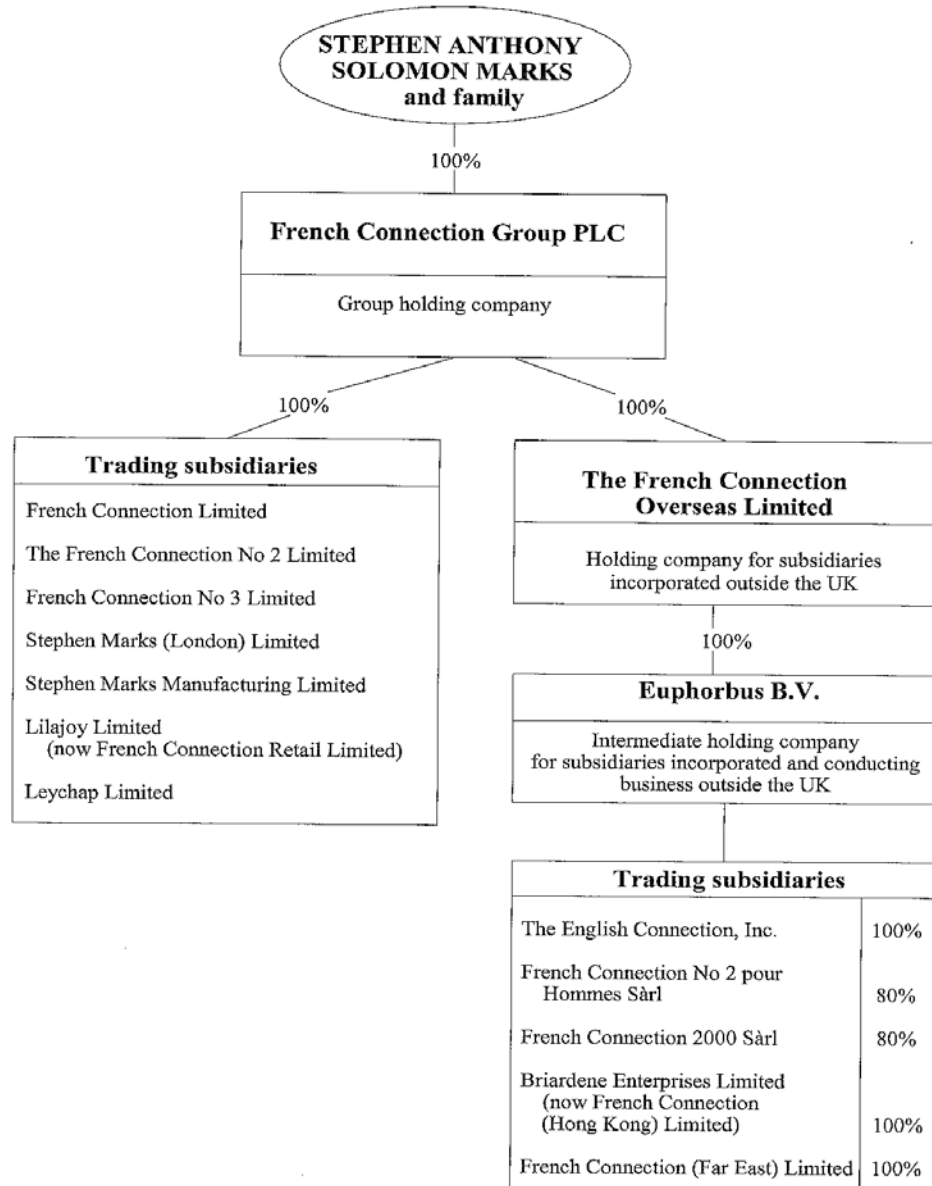 STEPHEN ANTHONY
SOLOMON MARKS
and family
100%
French Connection Group PLC
Group holding company
100%
100%
Trading subsidiaries
French Connection Limited
The French Connection No 2 Limited
French Connection No 3 Limited
Stephen Marks (London) Limited
Stephen Marks Manufacturing Limited
Lilajoy Limited
(now French Connection Retail Limited)
Leychap Limited
The French Connection
Overseas Limited
Holding company for subsidiaries
incorporated outside the UK
100%
Euphorbus B.V.
Intermediate holding company
for subsidiaries incorporated and conducting
business outside the UK
Trading subsidiaries
The English Connection, Inc. 100%
French Connection No 2 pour
Hommes Sàrl 80%
French Connection 2000 Sàrl 80%
Briardene Enterprises Limited
(now French Connection
(Hong Kong) Limited) 100%
French Connection (Far East) Limited 100%